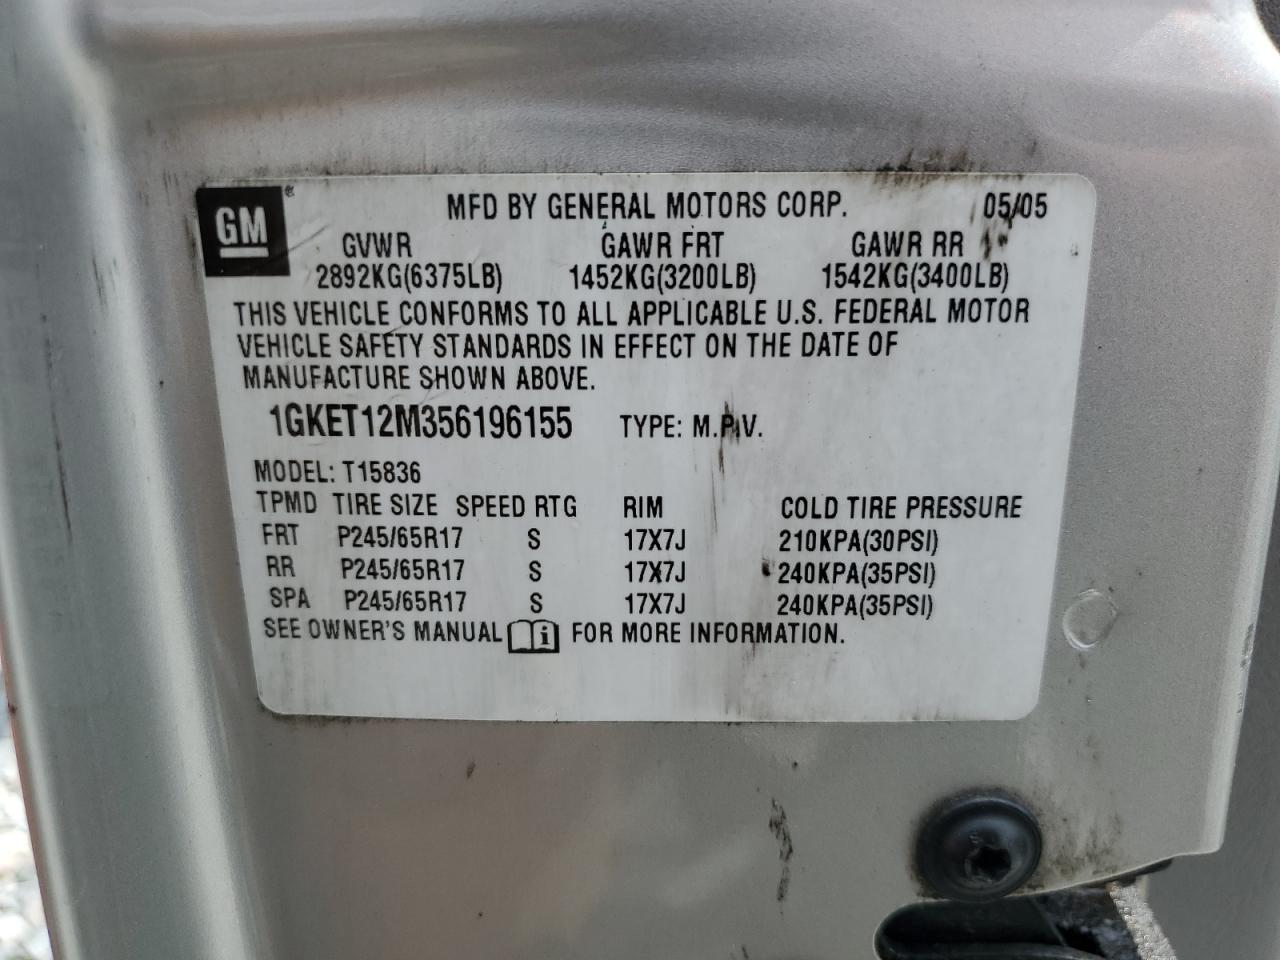 GM® MFD BY GENERAL MOTORS CORP. 05/05
GVWR GAWR FRT GAWR RR
2892KG(6375LB) 1452KG(3200LB) 1542KG(3400LB)
THIS VEHICLE CONFORMS TO ALL APPLICABLE U.S. FEDERAL MOTOR
VEHICLE SAFETY STANDARDS IN EFFECT ON THE DATE OF
MANUFACTURE SHOWN ABOVE.
1GKET12M356196155 TYPE: M.P.V.
MODEL: T15836
TPMD TIRE SIZE SPEED RTG RIM COLD TIRE PRESSURE
FRT P245/65R17 S 17X7J 210KPA(30PSI)
RR P245/65R17 S 17X7J 240KPA(35PSI)
SPA P245/65R17 S 17X7J 240KPA(35PSI)
SEE OWNER'S MANUAL i FOR MORE INFORMATION.